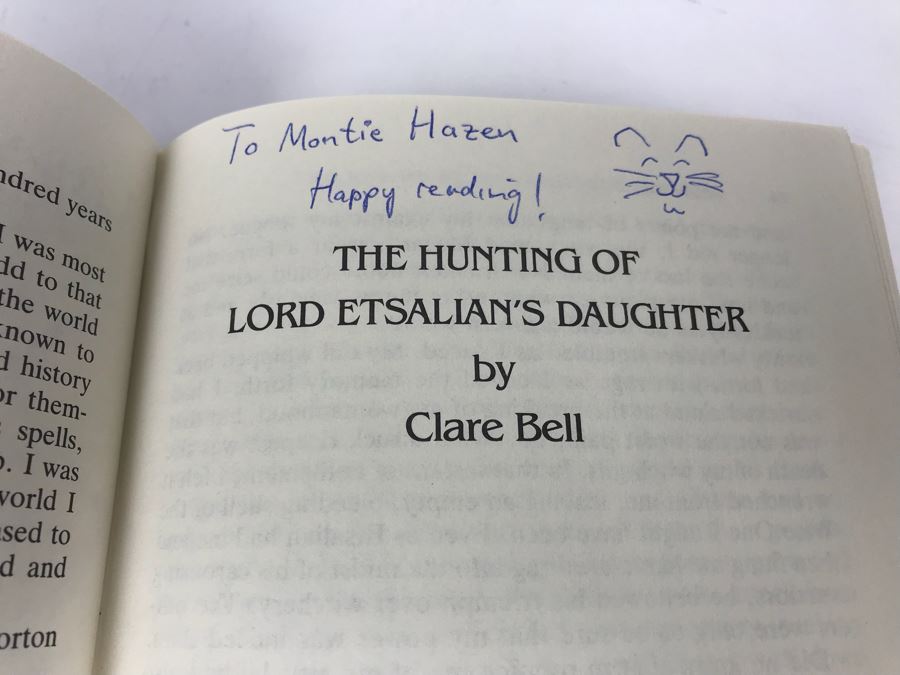 ndred years
I was most
dd to that
the world
known to
d history
or them-
spells,
. I was
world I
ased to
d and
orton
To Montie Hazen
Happy reading!
THE HUNTING OF
LORD ETSALIAN'S DAUGHTER
by
Clare Bell